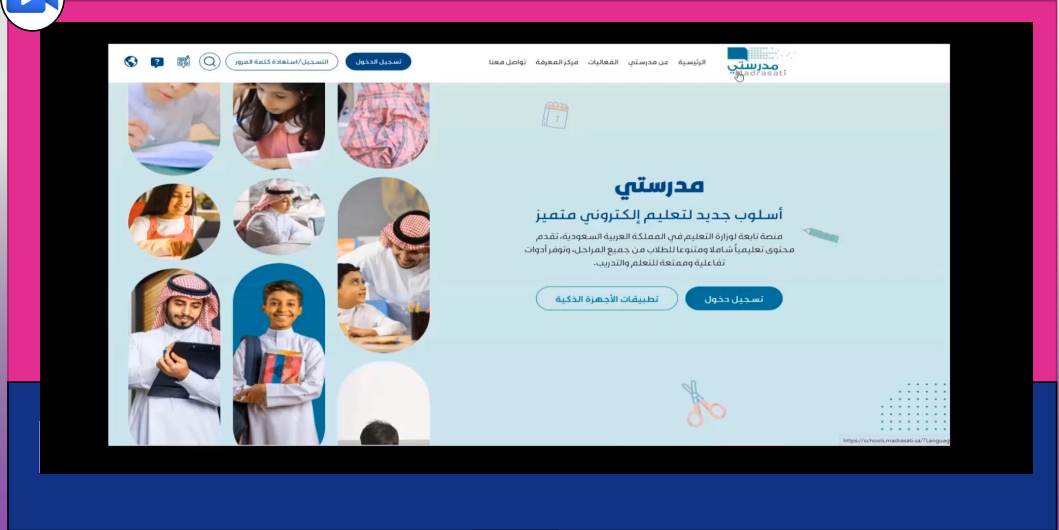 مدرستي
Madrasati
الرئيسية عن مدرستي الفعاليات مركز المعرفة تواصل معنا
تسجيل الدخول
التسجيل/استعادة كلمة المرور
?
1
مدرستي
أسلوب جديد لتعليم إلكتروني متميز
منصة تابعة لوزارة التعليم في المملكة العربية السعودية، تقدم
محتوى تعليمياً شاملا ومتنوعا للطلاب من جميع المراحل، وتوفر أدوات
تفاعلية وممتعة للتعلم والتدريب.
تسجيل دخول
تطبيقات الأجهزة الذكية
https://schools.madrasati.sa/?Languag